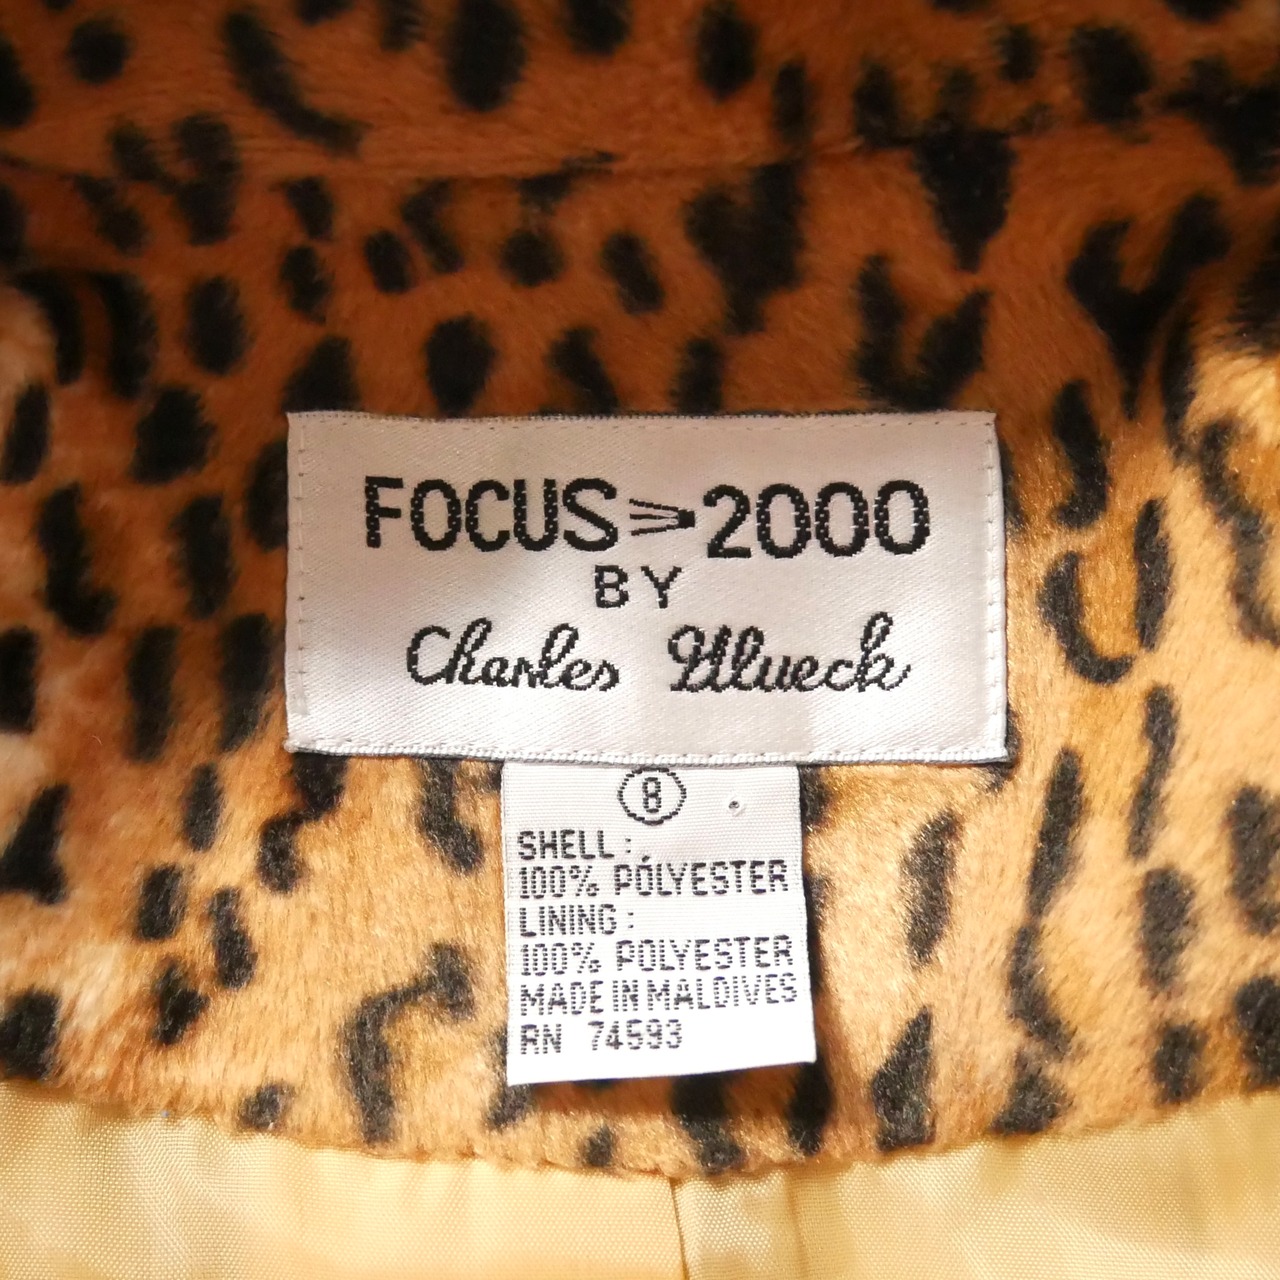 FOCUS 2000
BY
Charles Glueck
8
SHELL :
100% POLYESTER
LINING :
100% POLYESTER
MADE IN MALDIVES
RN 74593